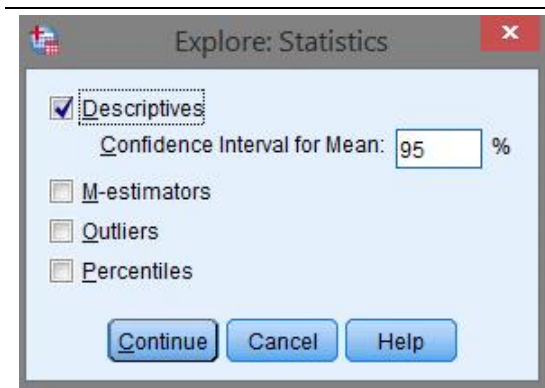 Explore: Statistics
Descriptives
Confidence Interval for Mean: 95 %
M-estimators
Outliers
Percentiles
Continue Cancel Help